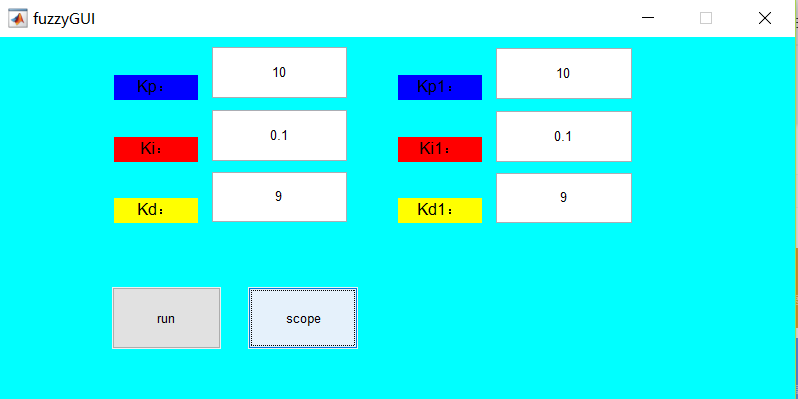 fuzzyGUI
Kp： 10 Kp1： 10
Ki： 0.1 Ki1： 0.1
Kd： 9 Kd1： 9
run scope